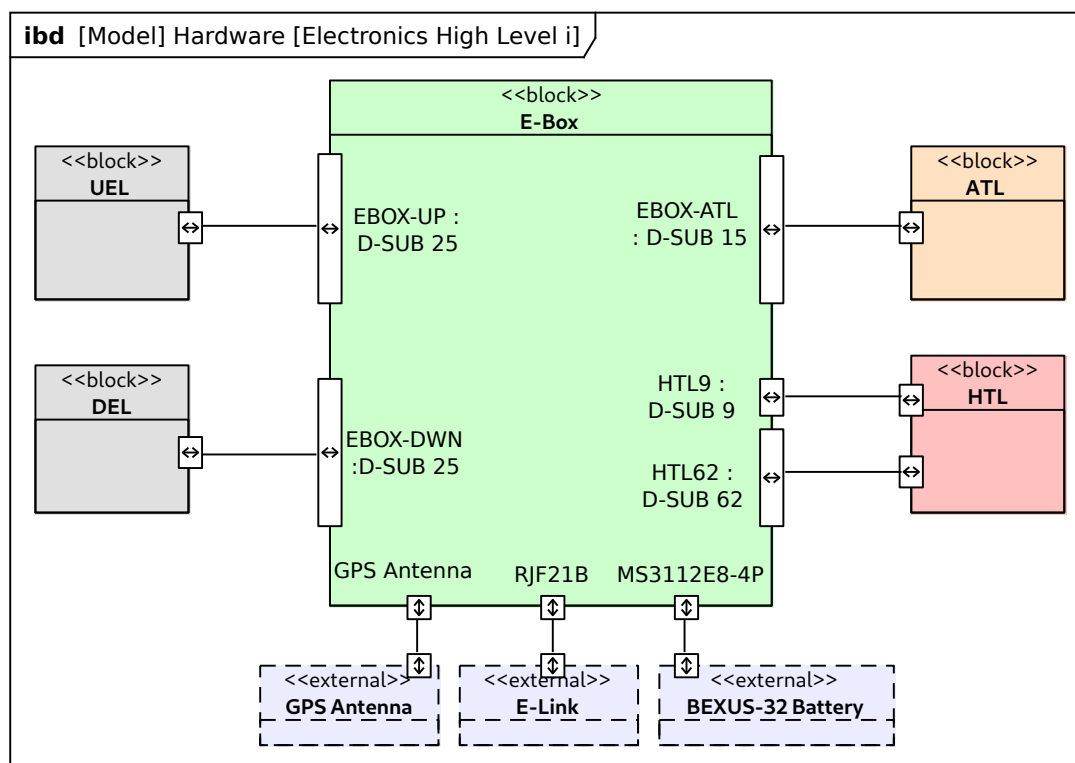 ibd [Model] Hardware [Electronics High Level i]
<<block>>
E-Box
<<block>>
UEL
<<block>>
ATL
EBOX-UP :
D-SUB 25
EBOX-ATL
: D-SUB 15
<<block>>
DEL
<<block>>
HTL
HTL9 :
D-SUB 9
EBOX-DWN
:D-SUB 25
HTL62 :
D-SUB 62
GPS Antenna
RJF21B
MS3112E8-4P
<<external>>
GPS Antenna
<<external>>
E-Link
<<external>>
BEXUS-32 Battery